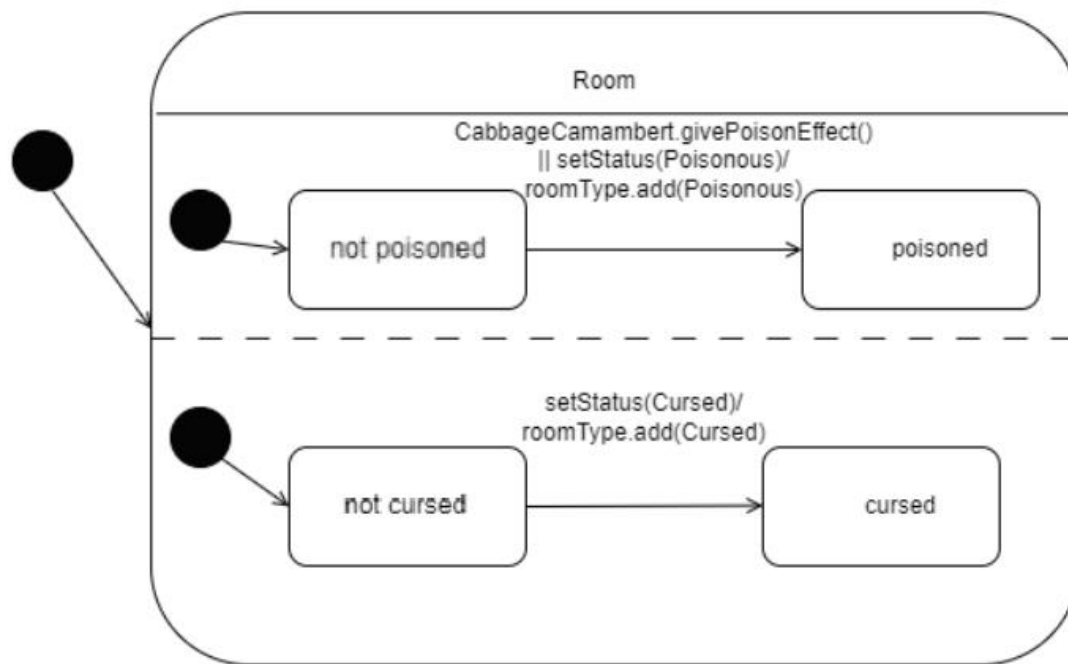 Room
CabbageCamambert.givePoisonEffect()
|| setStatus(Poisonous)/
roomType.add(Poisonous)
not poisoned
poisoned
setStatus(Cursed)/
roomType.add(Cursed)
not cursed
cursed